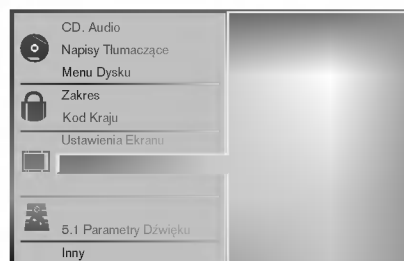 CD. Audio
Napisy Tłumaczące
Menu Dysku
Zakres
Kod Kraju
Ustawienia Ekranu
5.1 Parametry Dźwięku
Inny